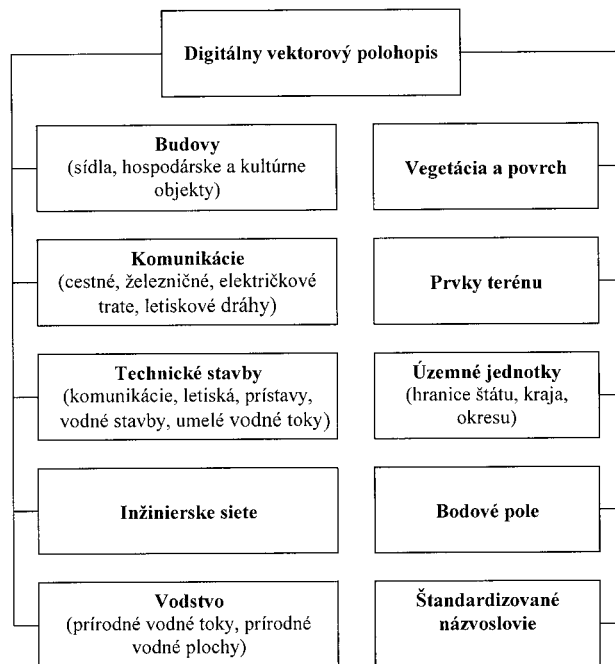 Digitálny vektorový polohopis
Budovy
(sídla, hospodárske a kultúrne
objekty)
Vegetácia a povrch
Komunikácie
(cestné, železničné, električkové
trate, letiskové dráhy)
Prvky terénu
Technické stavby
(komunikácie, letiská, prístavy,
vodné stavby, umelé vodné toky)
Územné jednotky
(hranice štátu, kraja,
okresu)
Inžinierske siete
Bodové pole
Vodstvo
(prírodné vodné toky, prírodné
vodné plochy)
Štandardizované
názvoslovie